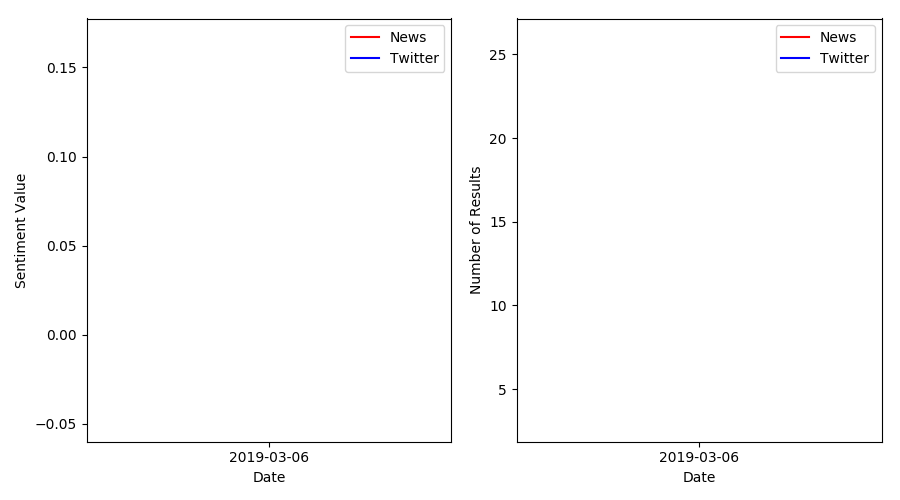 News
Twitter
0.15
0.10
0.05
0.00
−0.05
Sentiment Value
2019-03-06
Date
News
Twitter
25
20
15
10
5
Number of Results
2019-03-06
Date